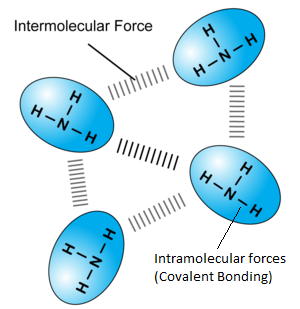 Intermolecular Force
H
H-N-H
H
H-N-H
H
H-N-H
Intramolecular forces
(Covalent Bonding)
H
H-N-H